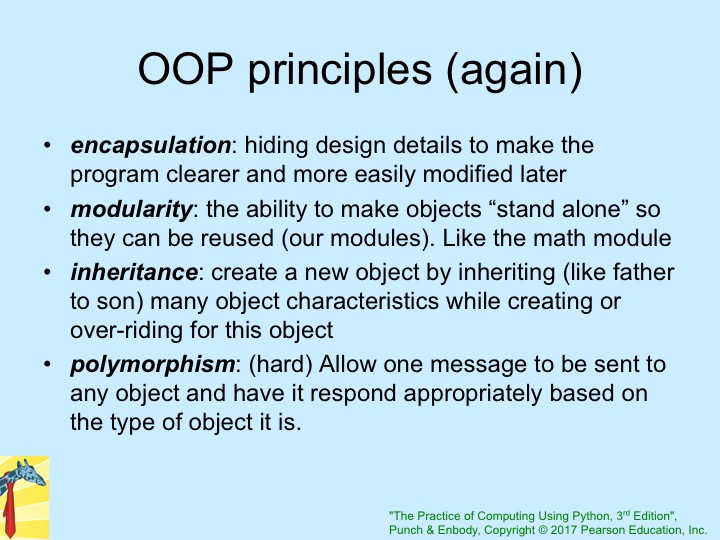 OOP principles (again)
• encapsulation: hiding design details to make the
program clearer and more easily modified later
• modularity: the ability to make objects “stand alone” so
they can be reused (our modules). Like the math module
• inheritance: create a new object by inheriting (like father
to son) many object characteristics while creating or
over-riding for this object
• polymorphism: (hard) Allow one message to be sent to
any object and have it respond appropriately based on
the type of object it is.
"The Practice of Computing Using Python, 3rd Edition",
Punch & Enbody, Copyright © 2017 Pearson Education, Inc.